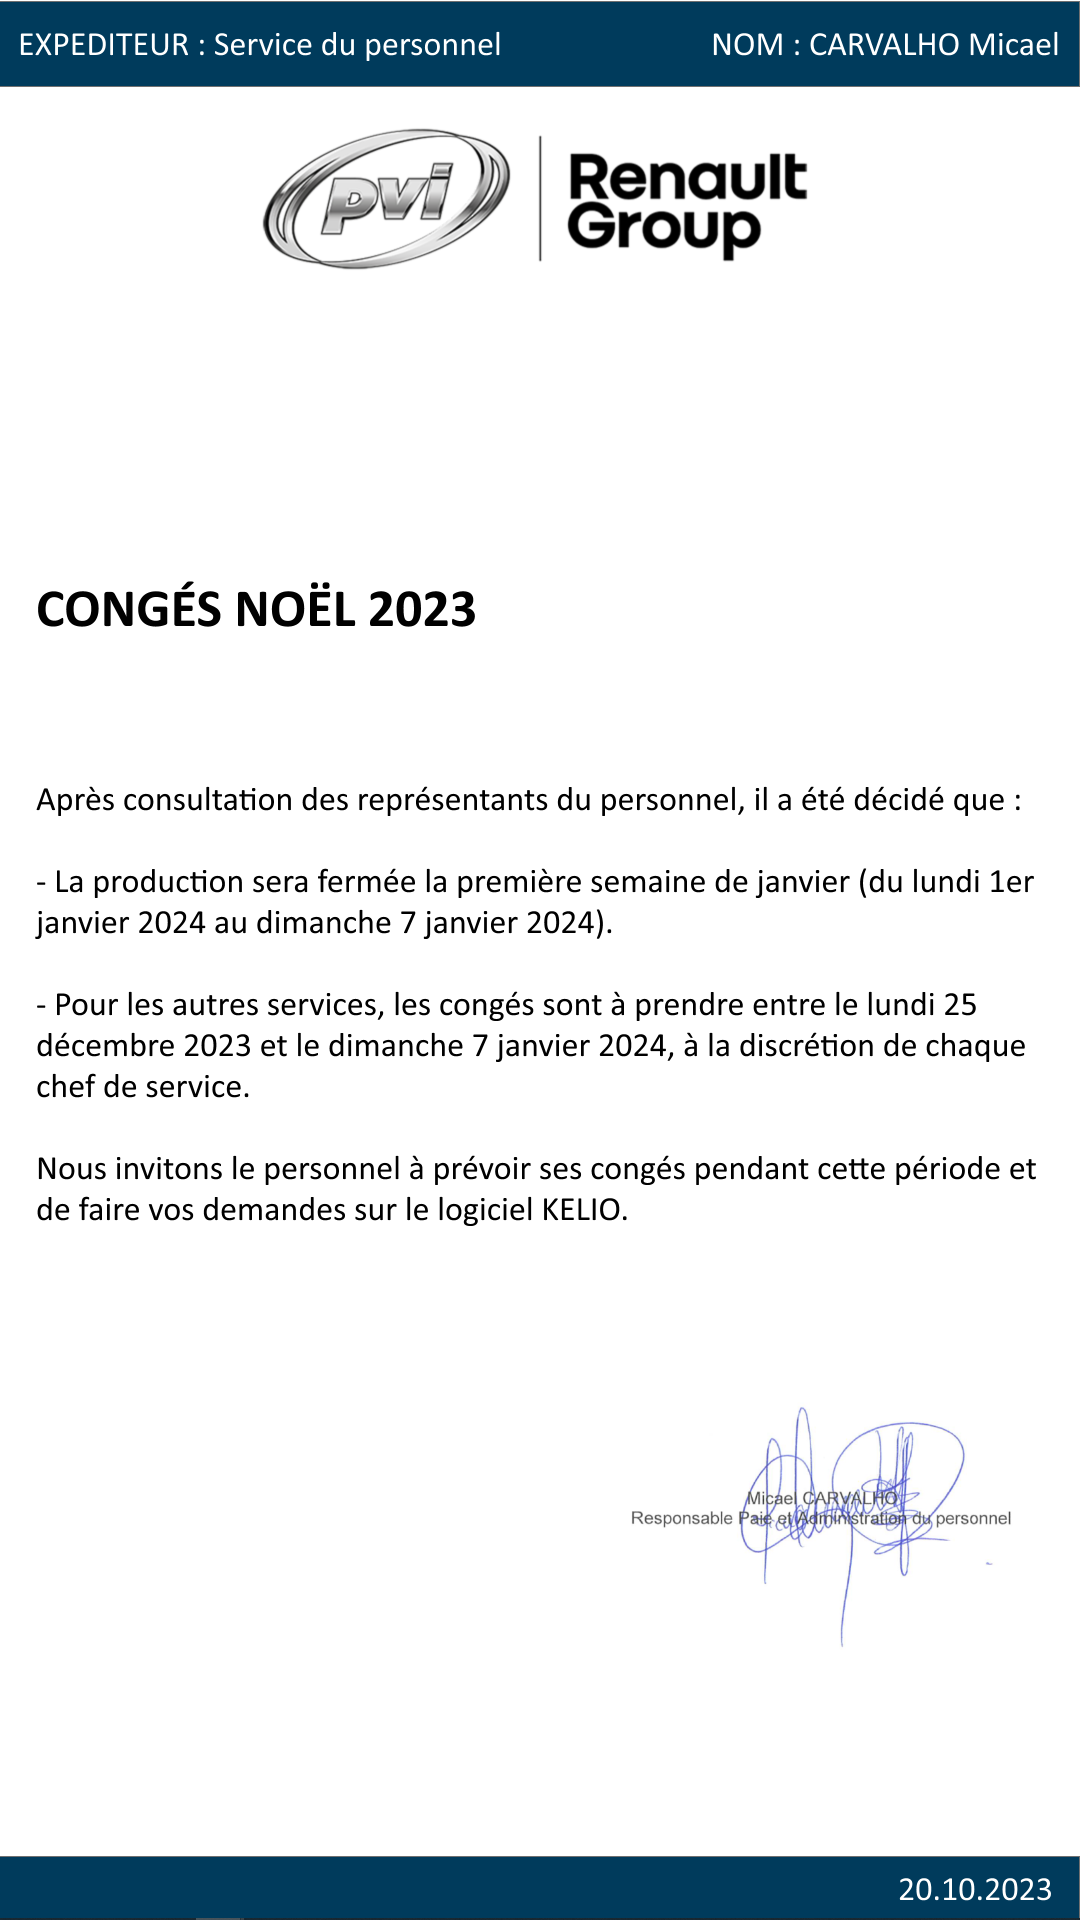 EXPEDITEUR : Service du personnel
NOM : CARVALHO Micael
pvi
Renault
Group
CONGÉS NOËL 2023
Après consultation des représentants du personnel, il a été décidé que :
- La production sera fermée la première semaine de janvier (du lundi 1er
janvier 2024 au dimanche 7 janvier 2024).
- Pour les autres services, les congés sont à prendre entre le lundi 25
décembre 2023 et le dimanche 7 janvier 2024, à la discrétion de chaque
chef de service.
Nous invitons le personnel à prévoir ses congés pendant cette période et
de faire vos demandes sur le logiciel KELIO.
Micael CARVALHO
Responsable Paie et Administration du personnel
20.10.2023